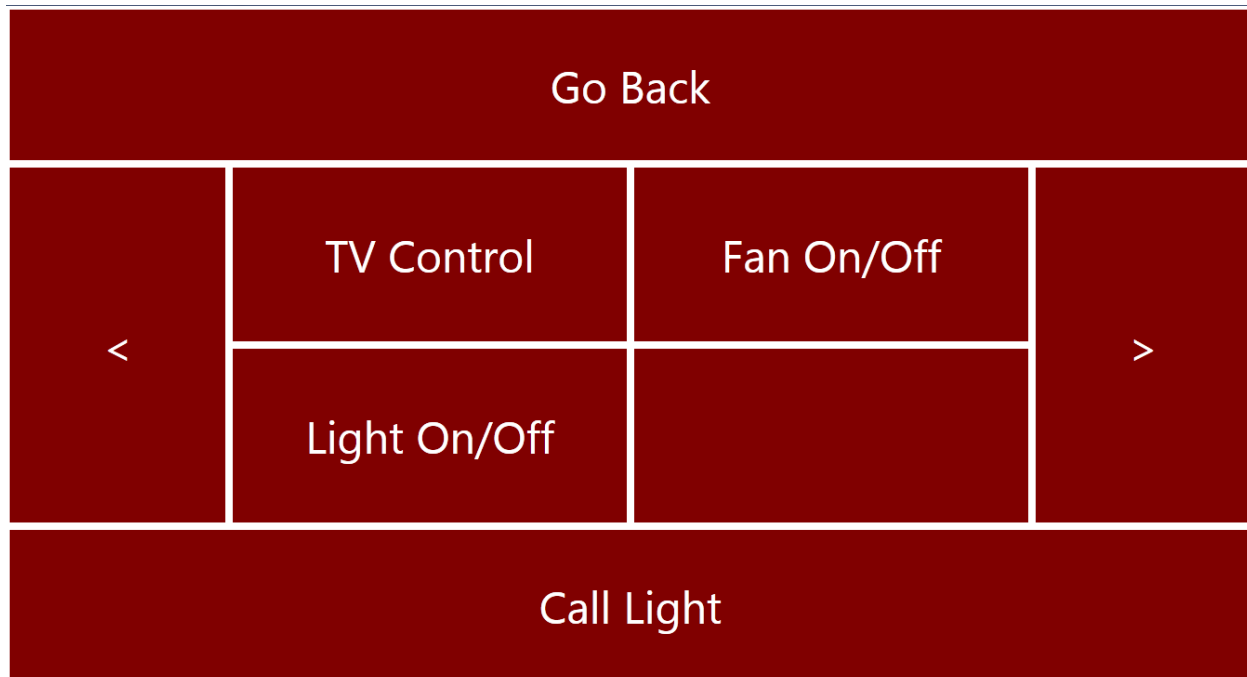 Go Back
<
TV Control
Fan On/Off
>
Light On/Off
Call Light